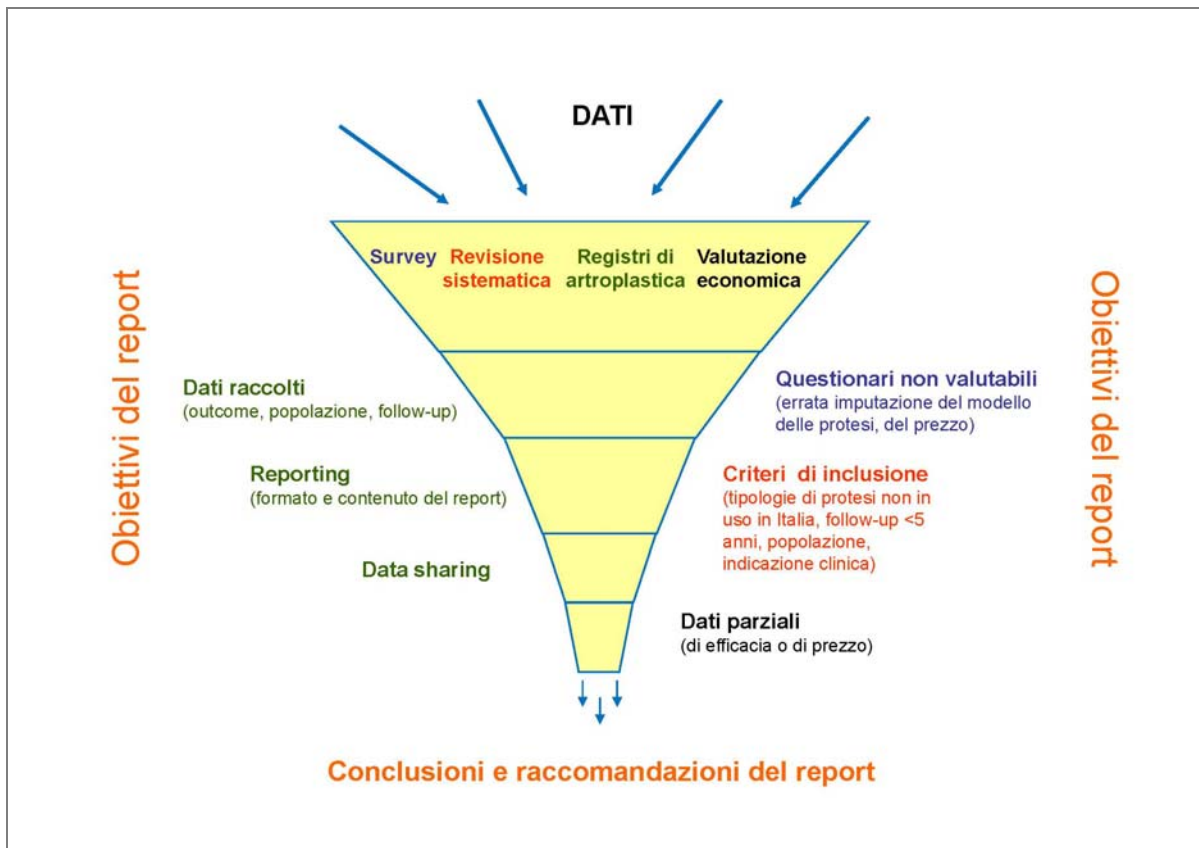 DATI
Survey
Revisione
sistematica
Registri di
artroplastica
Valutazione
economica
Obiettivi del report
Obiettivi del report
Dati raccolti
(outcome, popolazione, follow-up)
Questionari non valutabili
(errata imputazione del modello
delle protesi, del prezzo)
Reporting
(formato e contenuto del report)
Criteri di inclusione
(tipologie di protesi non in
uso in Italia, follow-up <5
anni, popolazione,
indicazione clinica)
Data sharing
Dati parziali
(di efficacia o di prezzo)
Conclusioni e raccomandazioni del report